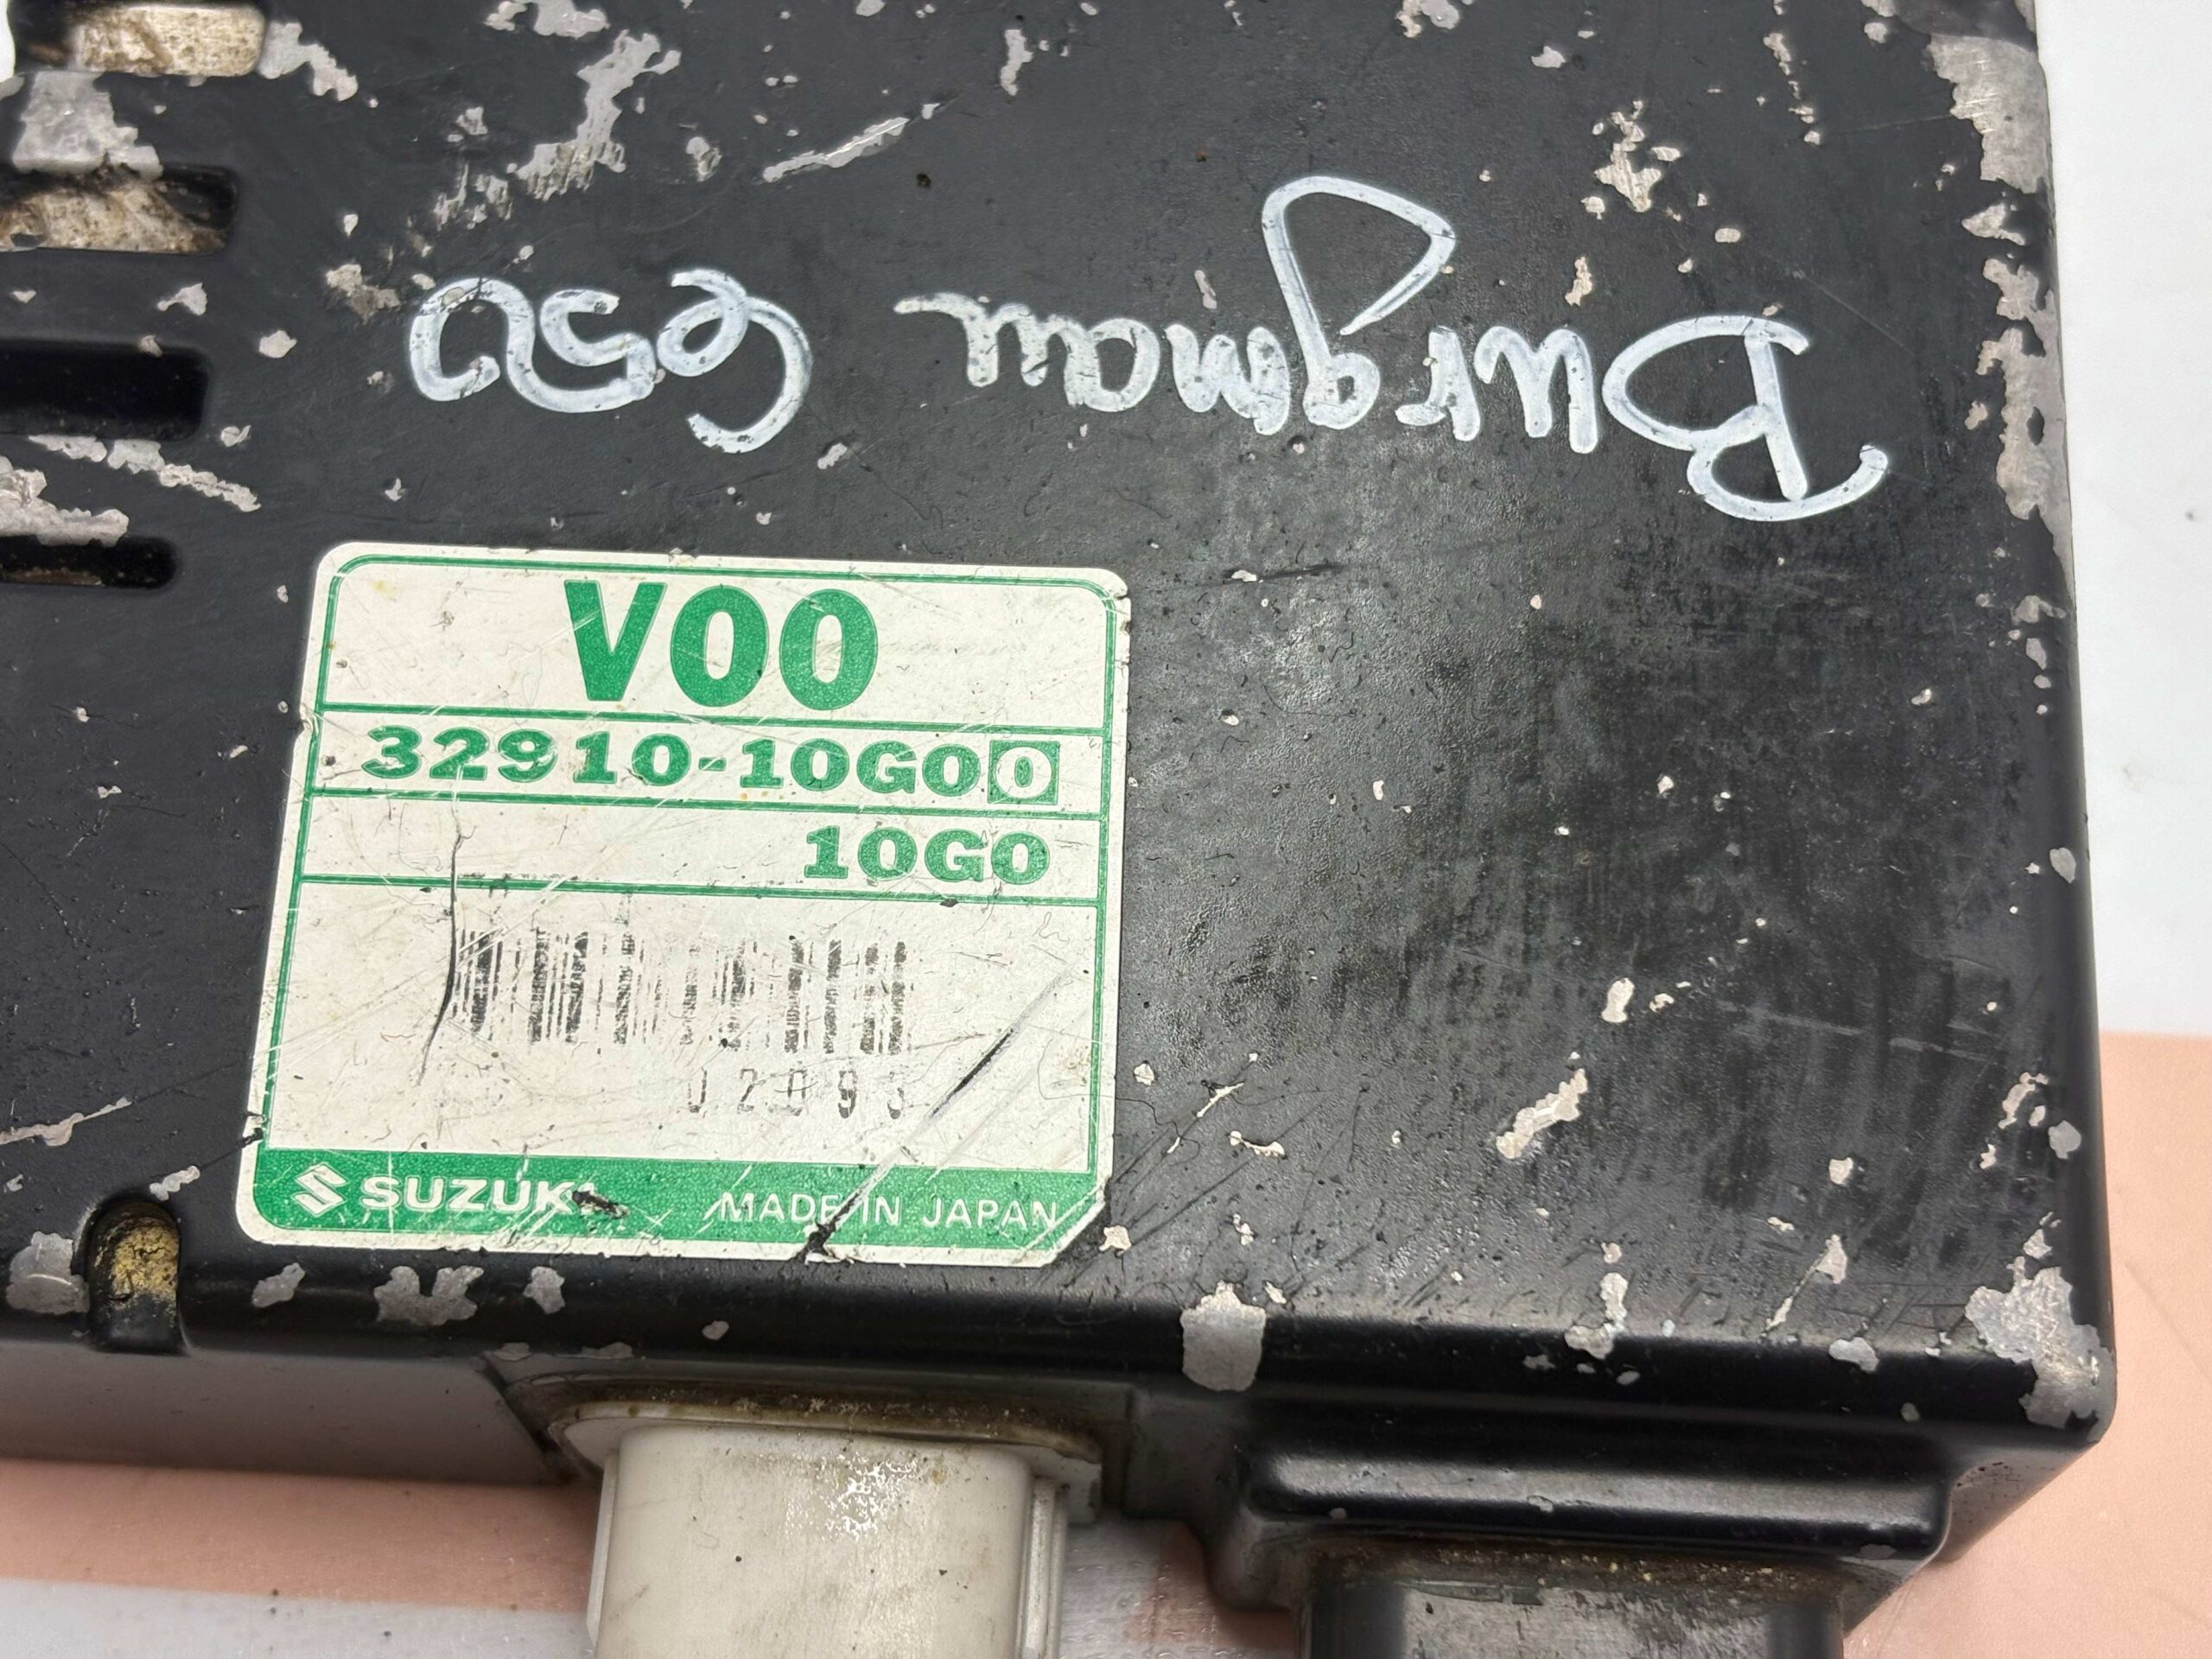 Burgman 650
V00
32910-10G00
10G0
SUZUKI MADE IN JAPAN